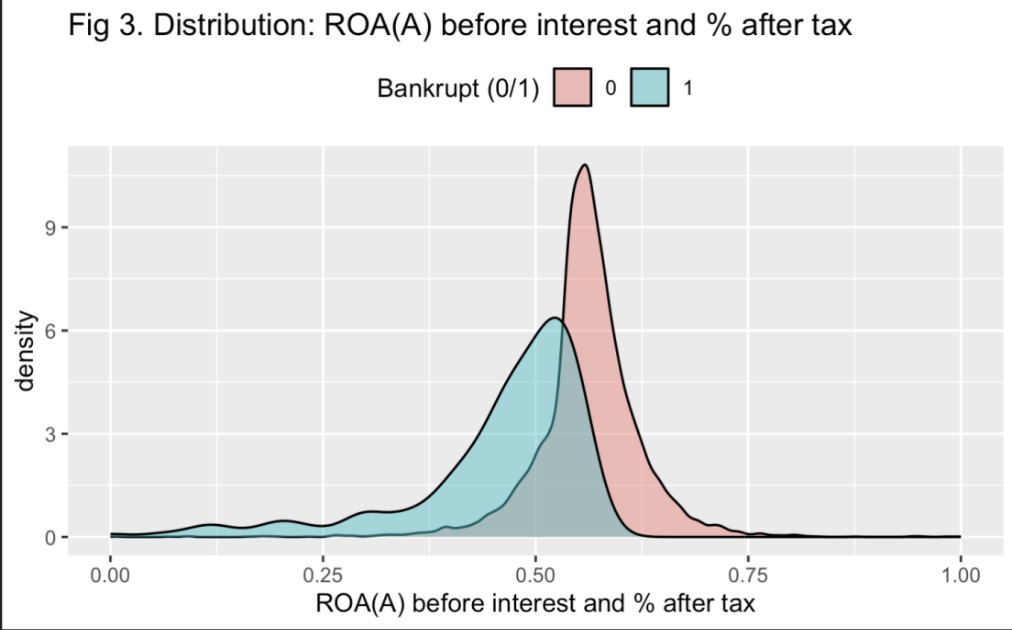 Fig 3. Distribution: ROA(A) before interest and % after tax
Bankrupt (0/1) 0 1
density
9
6
3
0
0.00 0.25 0.50 0.75 1.00
ROA(A) before interest and % after tax